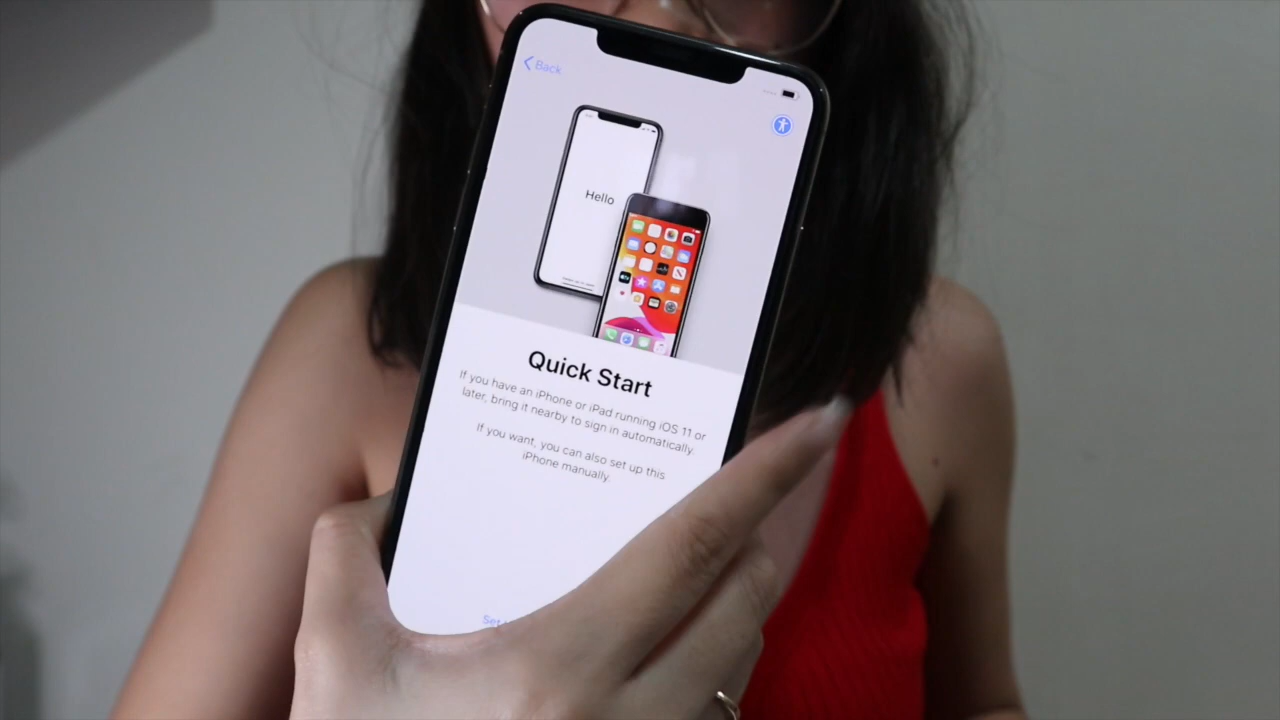 Back
Hello
Quick Start
If you have an iPhone or iPad running iOS 11 or
later, bring it nearby to sign in automatically.
If you want, you can also set up this
iPhone manually.
Set